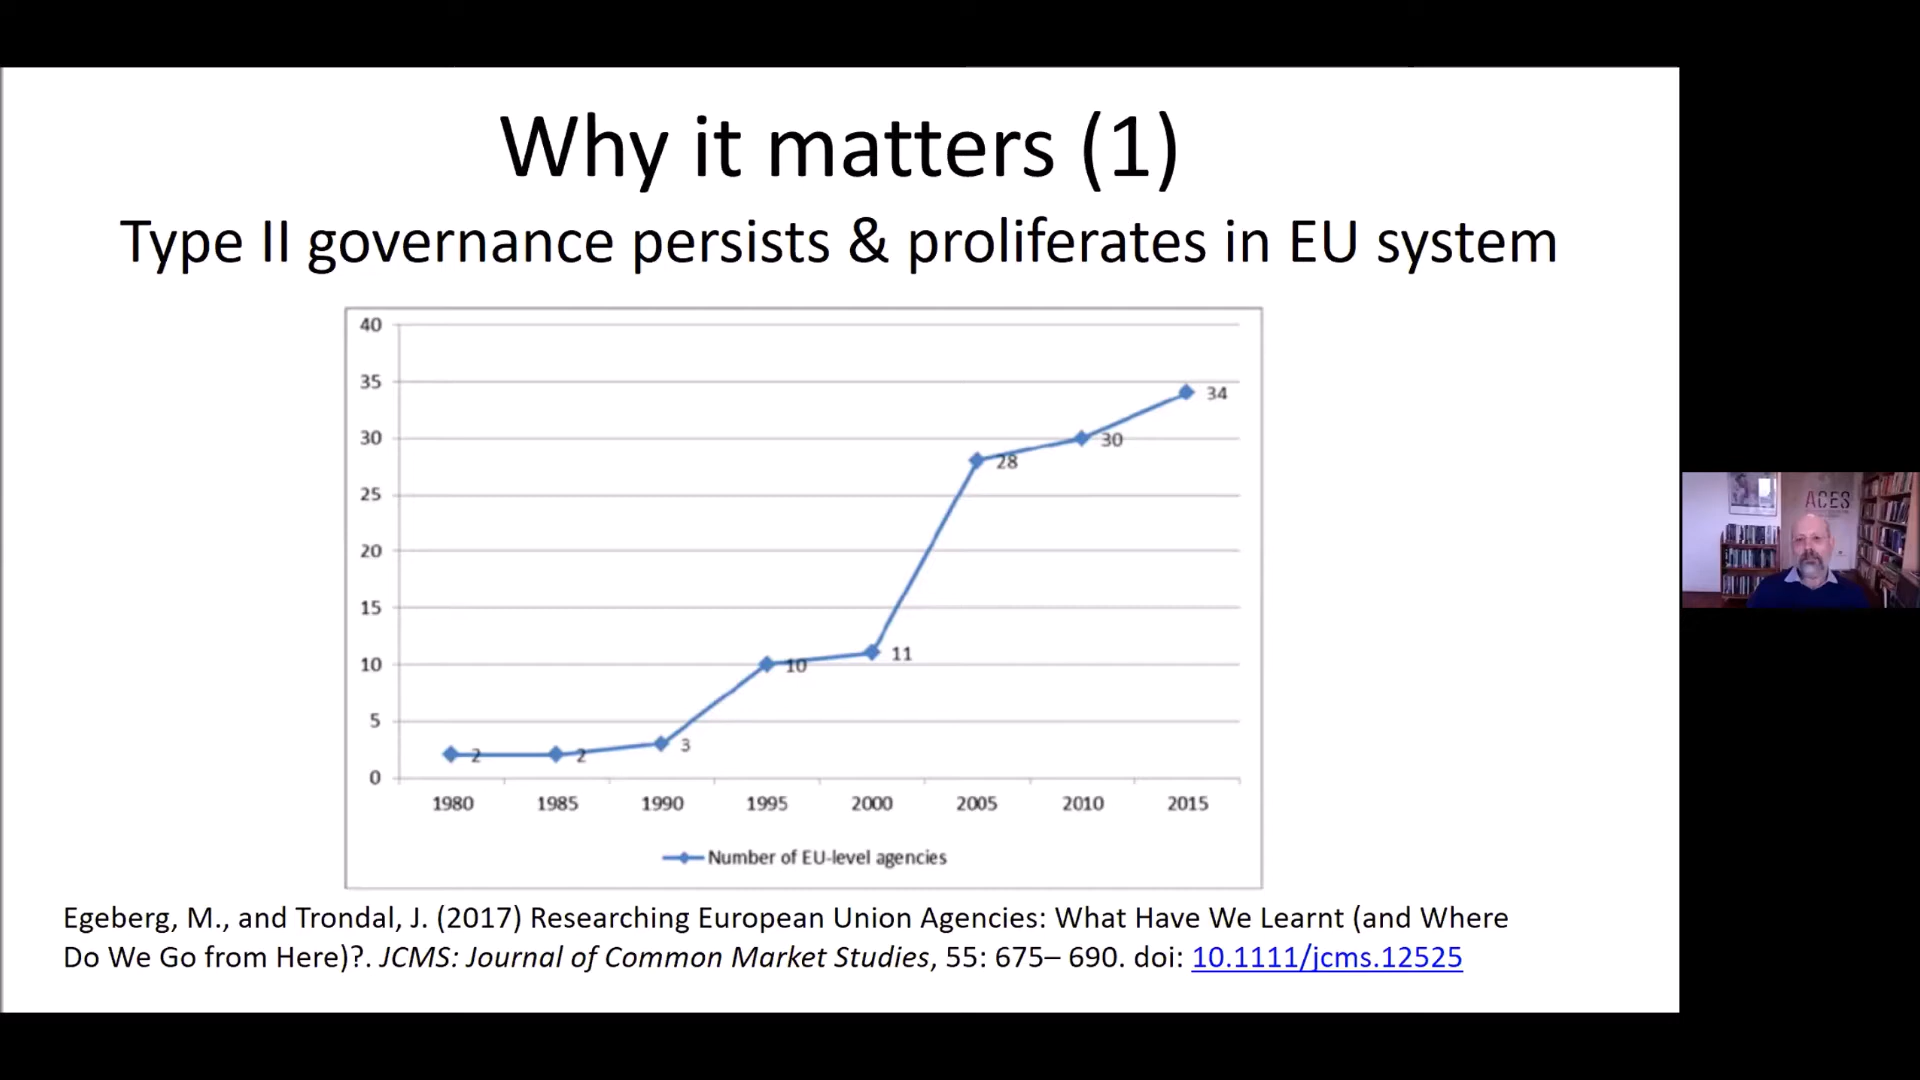 Why it matters (1)
Type II governance persists & proliferates in EU system
40
35
30
25
20
15
10
5
0
2
2
3
10
11
28
30
34
1980 1985 1990 1995 2000 2005 2010 2015
Number of EU-level agencies
Egeberg, M., and Trondal, J. (2017) Researching European Union Agencies: What Have We Learnt (and Where
Do We Go from Here)?. JCMS: Journal of Common Market Studies, 55: 675– 690. doi: 10.1111/jcms.12525
ACES